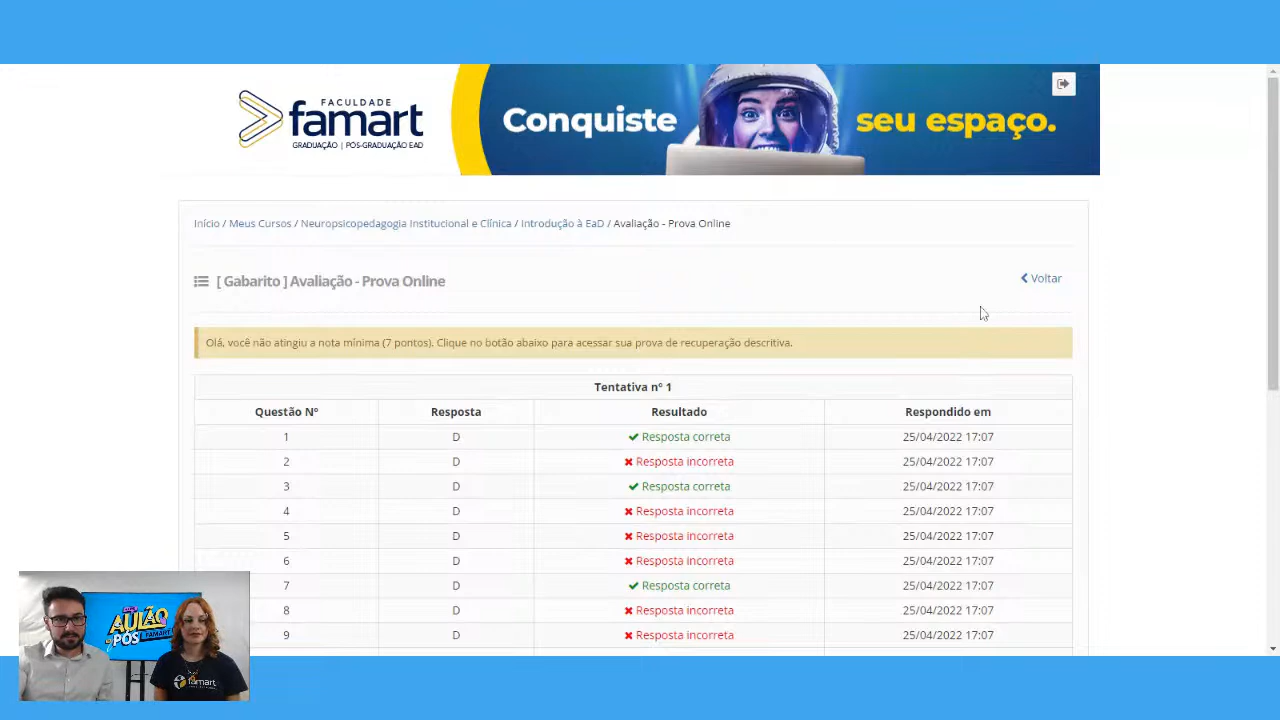 FACULDADE
famart
GRADUAÇÃO | PÓS-GRADUAÇÃO EAD
Conquiste seu espaço.
Início / Meus Cursos / Neuropsicopedagogia Institucional e Clínica / Introdução à EaD / Avaliação - Prova Online
[ Gabarito ] Avaliação - Prova Online
Voltar
Olá, você não atingiu a nota mínima (7 pontos). Clique no botão abaixo para acessar sua prova de recuperação descritiva.
Tentativa nº 1
Questão Nº Resposta Resultado Respondido em
1 D Resposta correta 25/04/2022 17:07
2 D Resposta incorreta 25/04/2022 17:07
3 D Resposta correta 25/04/2022 17:07
4 D Resposta incorreta 25/04/2022 17:07
5 D Resposta incorreta 25/04/2022 17:07
6 D Resposta incorreta 25/04/2022 17:07
7 D Resposta correta 25/04/2022 17:07
8 D Resposta incorreta 25/04/2022 17:07
9 D Resposta incorreta 25/04/2022 17:07
AULÃO
PÓS FAMART
famart